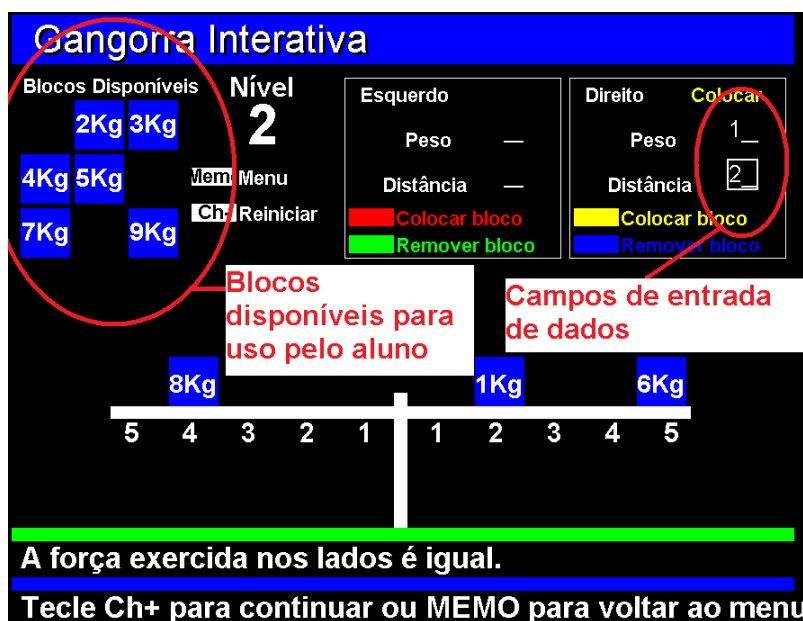 Gangorra Interativa
Blocos Disponíveis
2Kg 3Kg
4Kg 5Kg
7Kg 9Kg
Nível
2
Mem Menu
Ch- Reiniciar
Esquerdo
Peso _
Distância _
Colocar bloco
Remover bloco
Direito Colocar
Peso 1_
Distância 2_
Colocar bloco
Remover bloco
Blocos
disponíveis para
uso pelo aluno
Campos de entrada
de dados
8Kg 1Kg 6Kg
5 4 3 2 1 1 2 3 4 5
A força exercida nos lados é igual.
Tecle Ch+ para continuar ou MEMO para voltar ao menu